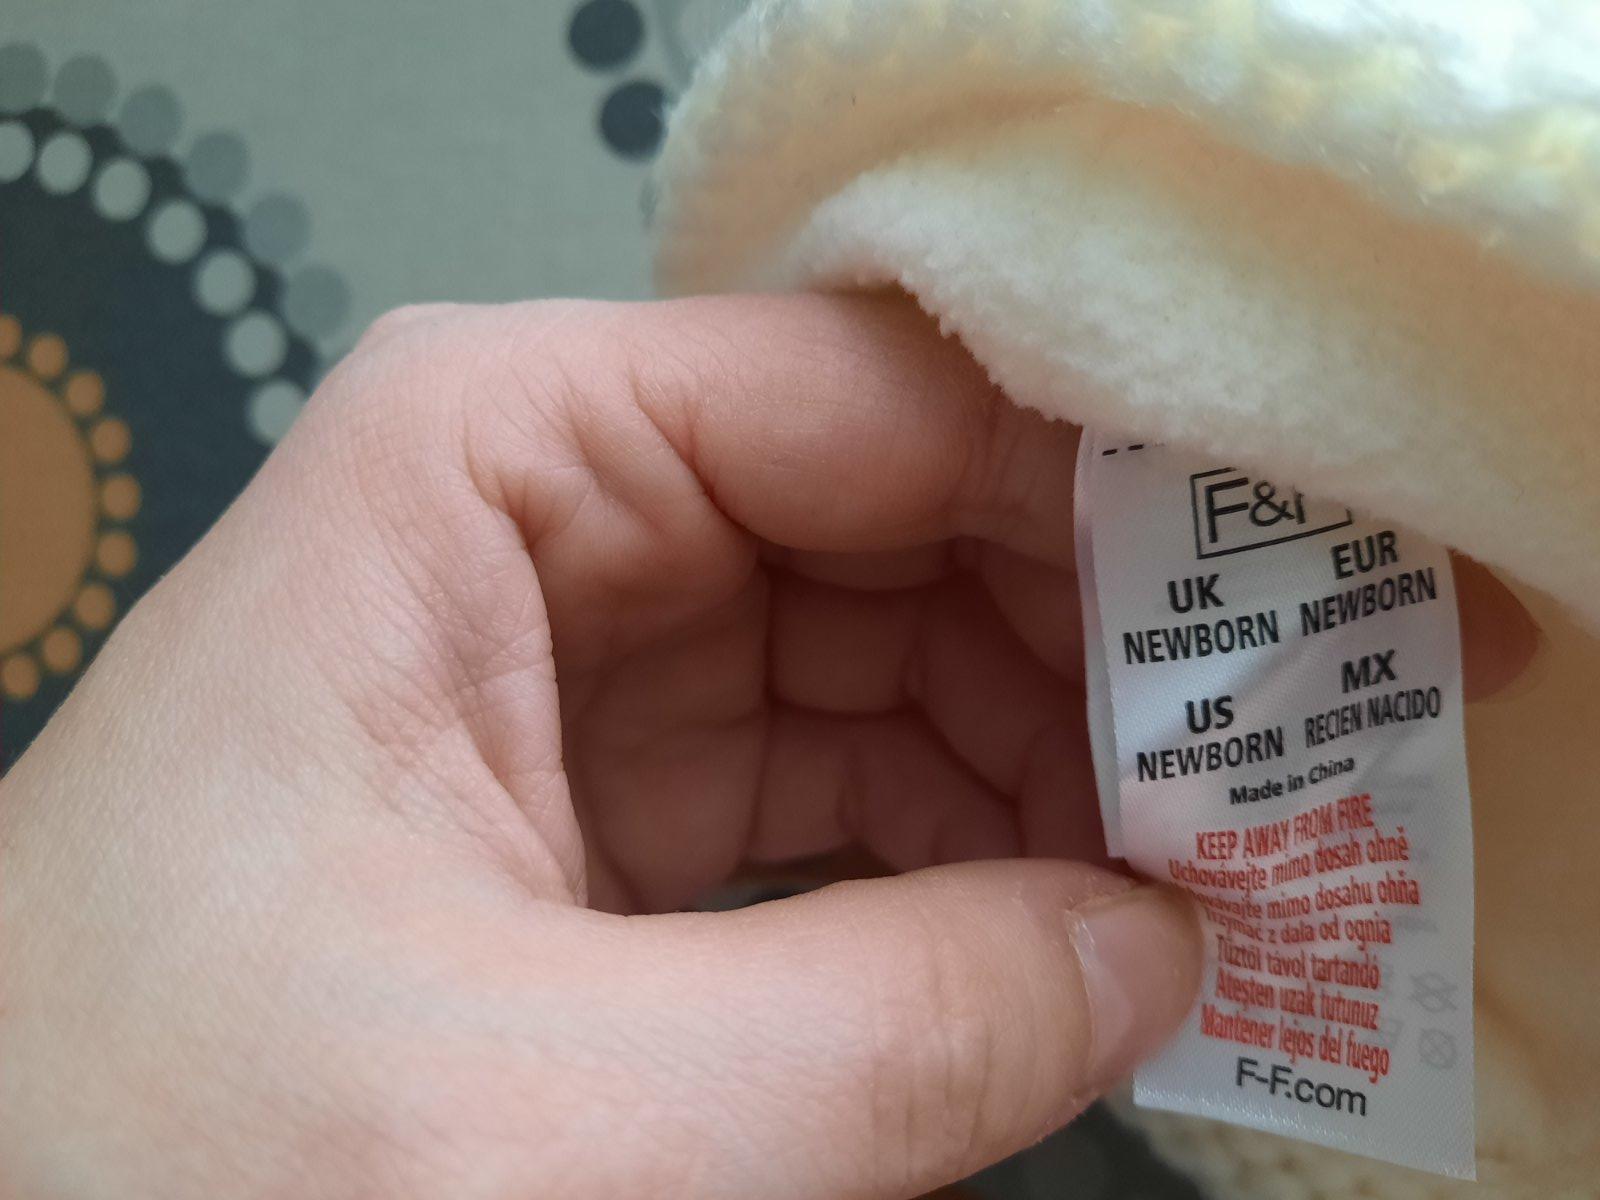 F&F
UK
NEWBORN
EUR
NEWBORN
US
NEWBORN
MX
RECIEN NACIDO
Made in China
KEEP AWAY FROM FIRE
Uchovávejte mimo dosah ohně
mimo dosahu ohňa
Trzymać z dala od ognia
Tűztől távol tartandó
Ateşten uzak tutunuz
Mantener lejos del fuego
F-F.com